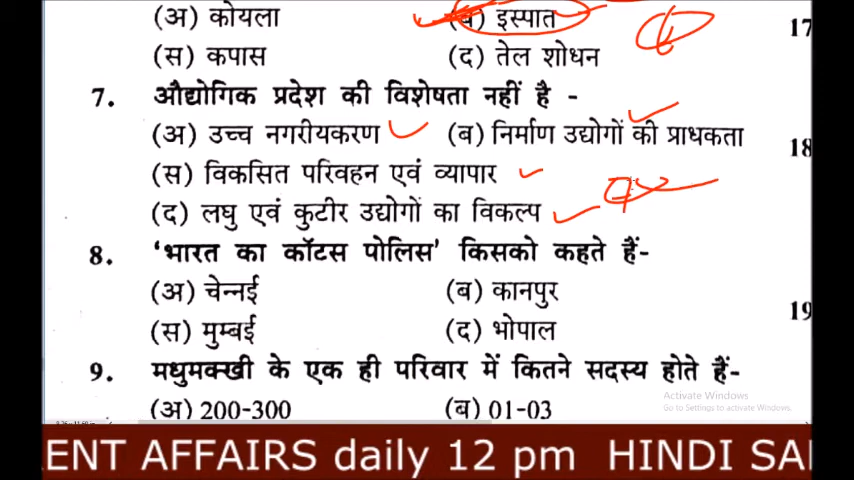 (अ) कोयला (ब) इस्पात 17
(स) कपास (द) तेल शोधन
7. औद्योगिक प्रदेश की विशेषता नहीं है -
(अ) उच्च नगरीयकरण (ब) निर्माण उद्योगों की प्राधकता 18
(स) विकसित परिवहन एवं व्यापार
(द) लघु एवं कुटीर उद्योगों का विकल्प
8. 'भारत का कॉटस पोलिस' किसको कहते हैं-
(अ) चेन्नई (ब) कानपुर 19
(स) मुम्बई (द) भोपाल
9. मधुमक्खी के एक ही परिवार में कितने सदस्य होते हैं-
(अ) 200-300 (ब) 01-03
Activate Windows
Go to Settings to activate Windows.
RENT AFFAIRS daily 12 pm HINDI SA